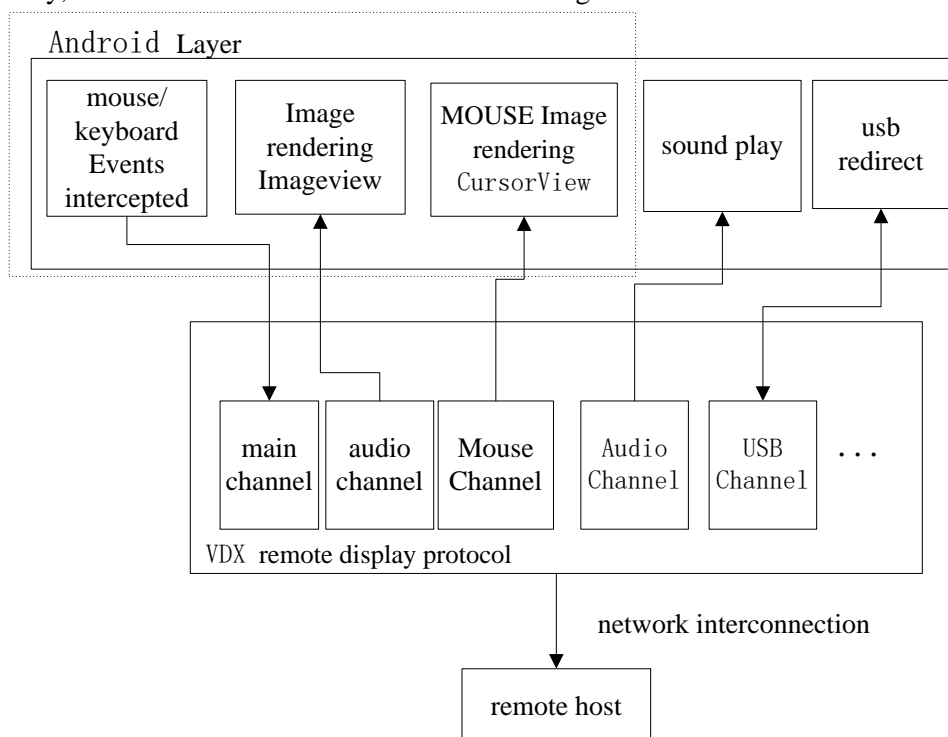 Android Layer
mouse/
keyboard
Events
intercepted
Image
rendering
Imageview
MOUSE Image
rendering
CursorView
sound play
usb
redirect
main
channel
audio
channel
Mouse
Channel
Audio
Channel
USB
Channel
...
VDX remote display protocol
network interconnection
remote host